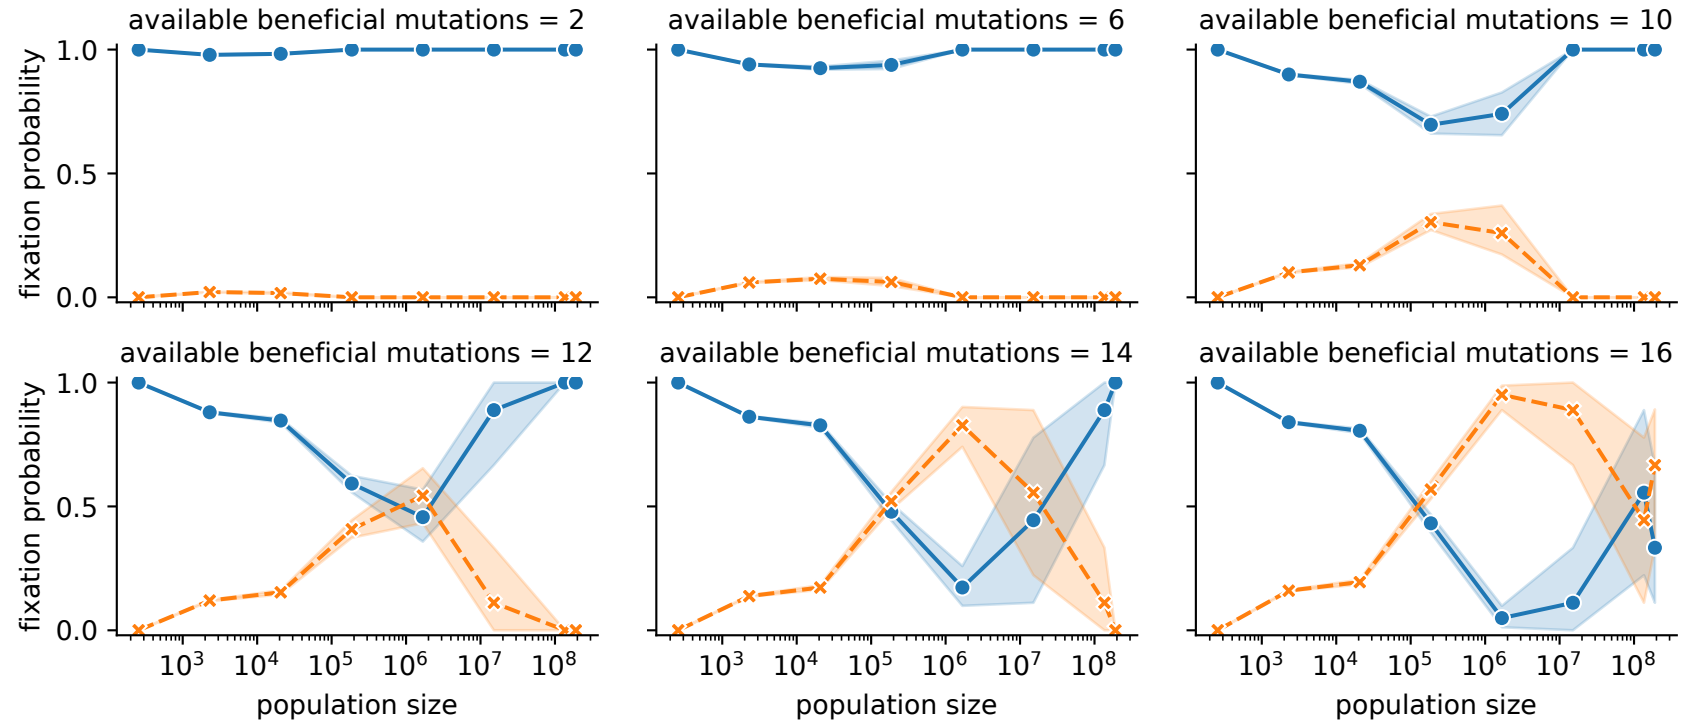 available beneficial mutations = 2
available beneficial mutations = 6
available beneficial mutations = 10
fixation probability
1.0
0.5
0.0
available beneficial mutations = 12
available beneficial mutations = 14
available beneficial mutations = 16
fixation probability
1.0
0.5
0.0
10³ 10⁴ 10⁵ 10⁶ 10⁷ 10⁸
10³ 10⁴ 10⁵ 10⁶ 10⁷ 10⁸
10³ 10⁴ 10⁵ 10⁶ 10⁷ 10⁸
population size
population size
population size